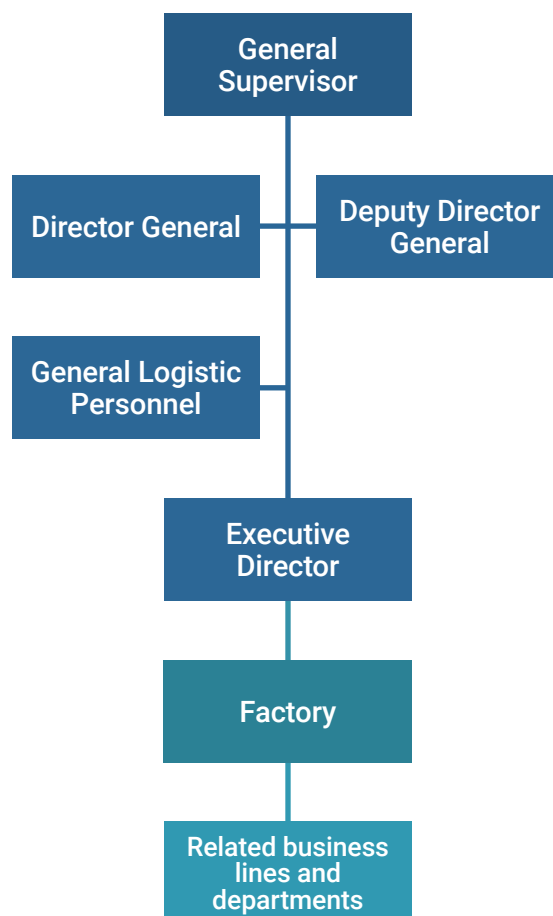 General
Supervisor
Director General
Deputy Director
General
General Logistic
Personnel
Executive
Director
Factory
Related business
lines and
departments